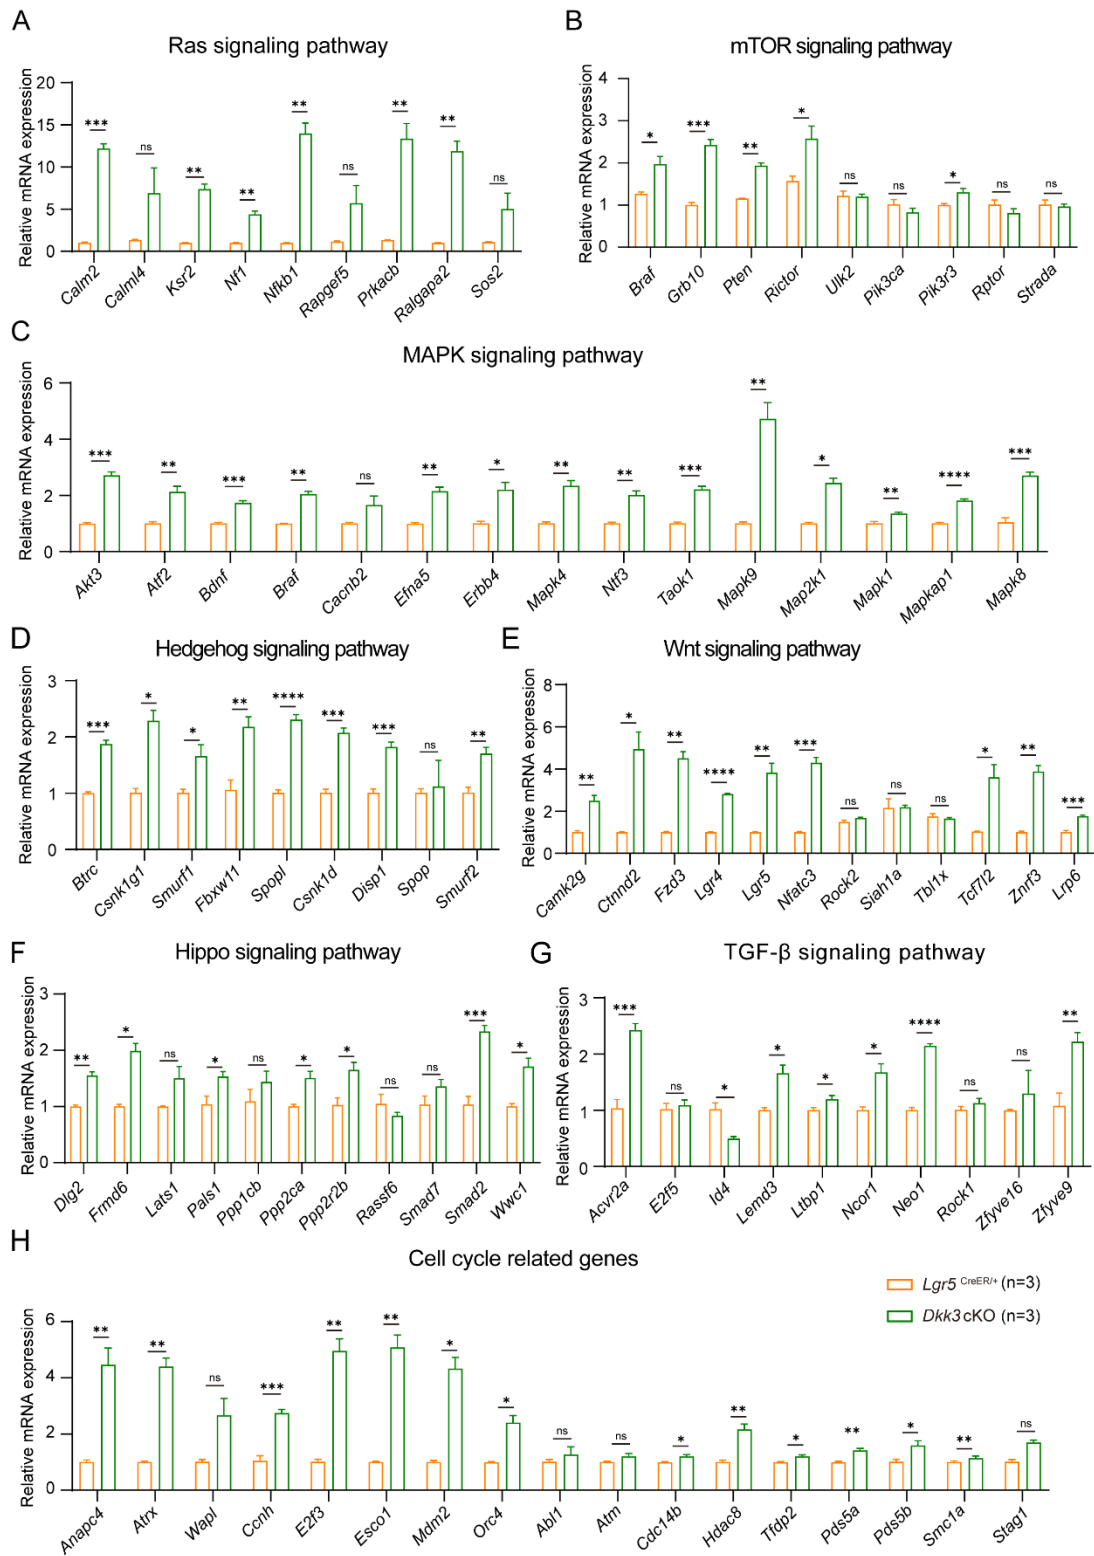 A
Ras signaling pathway
Relative mRNA expression
20
15
10
5
0
*** ns ** ** ** ns ** ** ns
Calm2 Calml4 Ksr2 Nf1 Nfkb1 Rapgef5 Prkacb Ralgapa2 Sos2
B
mTOR signaling pathway
Relative mRNA expression
4
3
2
1
0
* *** ** * ns ns * ns ns
Braf Grb10 Pten Rictor Ulk2 Pik3ca Pik3r3 Rptor Strada
C
MAPK signaling pathway
Relative mRNA expression
6
4
2
0
*** ** *** ** ns ** * ** ** *** ** * ** **** ***
Akt3 Atf2 Bdnf Braf Cacnb2 Efna5 Erbb4 Mapk4 Ntf3 Taok1 Mapk9 Map2k1 Mapk1 Mapkap1 Mapk8
D
Hedgehog signaling pathway
Relative mRNA expression
3
2
1
0
*** * * ** **** *** *** ns **
Btrc Csnk1g1 Smurf1 Fbxw11 Spopl Csnk1d Disp1 Spop Smurf2
E
Wnt signaling pathway
Relative mRNA expression
8
6
4
2
0
** * ** **** ** *** ns ns ns * ** ***
Camk2g Ctnnd2 Fzd3 Lgr4 Lgr5 Nfatc3 Rock2 Siah1a Tbl1x Tcf7l2 Znrf3 Lrp6
F
Hippo signaling pathway
Relative mRNA expression
3
2
1
0
** * ns * ns * * ns ns *** *
Dlg2 Frmd6 Lats1 Pals1 Ppp1cb Ppp2ca Ppp2r2b Rassf6 Smad7 Smad2 Wwc1
G
TGF-β signaling pathway
Relative mRNA expression
3
2
1
0
*** ns * * * * **** ns ns **
Acvr2a E2f5 Id4 Lemd3 Ltbp1 Ncor1 Neo1 Rock1 Zfyve16 Zfyve9
H
Cell cycle related genes
Lgr5 CreER/+ (n=3)
Dkk3 cKO (n=3)
Relative mRNA expression
6
4
2
0
** ** ns *** ** ** * * ns ns * ** * ** * ** ns
Anapc4 Atrx Wapl Ccnh E2f3 Esco1 Mdm2 Orc4 Abl1 Atm Cdc14b Hdac8 Tfdp2 Pds5a Pds5b Smc1a Stag1